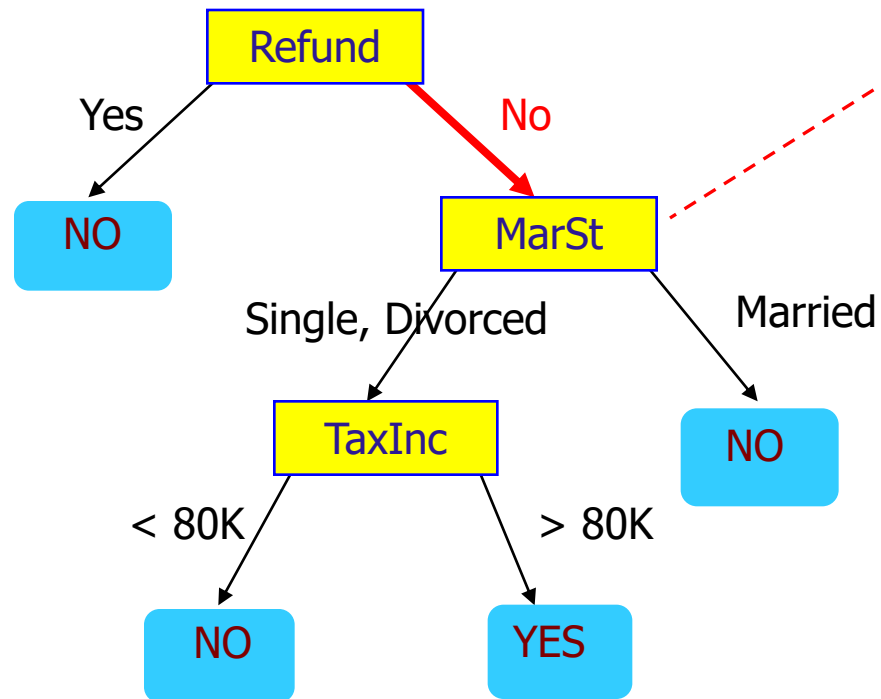 Refund
Yes
No
NO
MarSt
Single, Divorced
Married
TaxInc
NO
< 80K
> 80K
NO
YES